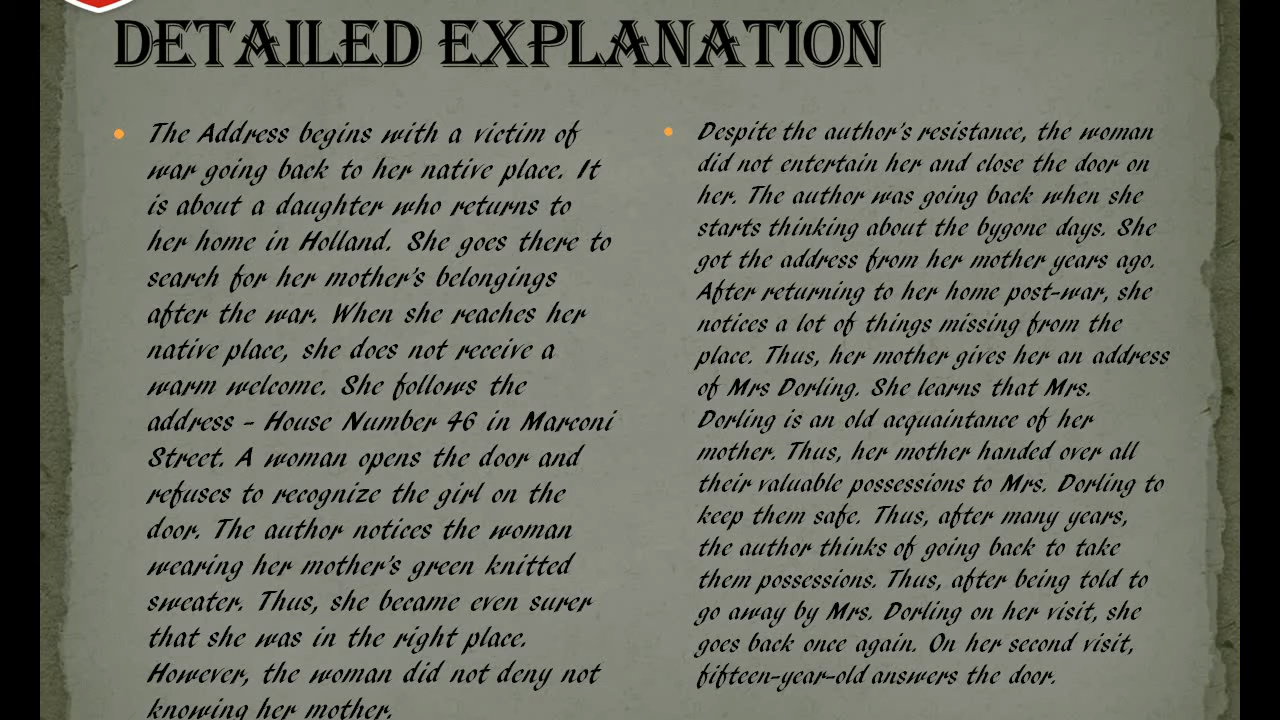 DETAILED EXPLANATION
The Address begins with a victim of
war going back to her native place. It
is about a daughter who returns to
her home in Holland. She goes there to
search for her mother's belongings
after the war. When she reaches her
native place, she does not receive a
warm welcome. She follows the
address - House Number 46 in Marconi
Street. A woman opens the door and
refuses to recognize the girl on the
door. The author notices the woman
wearing her mother's green knitted
sweater. Thus, she became even surer
that she was in the right place.
However, the woman did not deny not
knowing her mother.
Despite the author's resistance, the woman
did not entertain her and close the door on
her. The author was going back when she
starts thinking about the bygone days. She
got the address from her mother years ago.
After returning to her home post-war, she
notices a lot of things missing from the
place. Thus, her mother gives her an address
of Mrs Dorling. She learns that Mrs.
Dorling is an old acquaintance of her
mother. Thus, her mother handed over all
their valuable possessions to Mrs. Dorling to
keep them safe. Thus, after many years,
the author thinks of going back to take
them possessions. Thus, after being told to
go away by Mrs. Dorling on her visit, she
goes back once again. On her second visit,
fifteen-year-old answers the door.